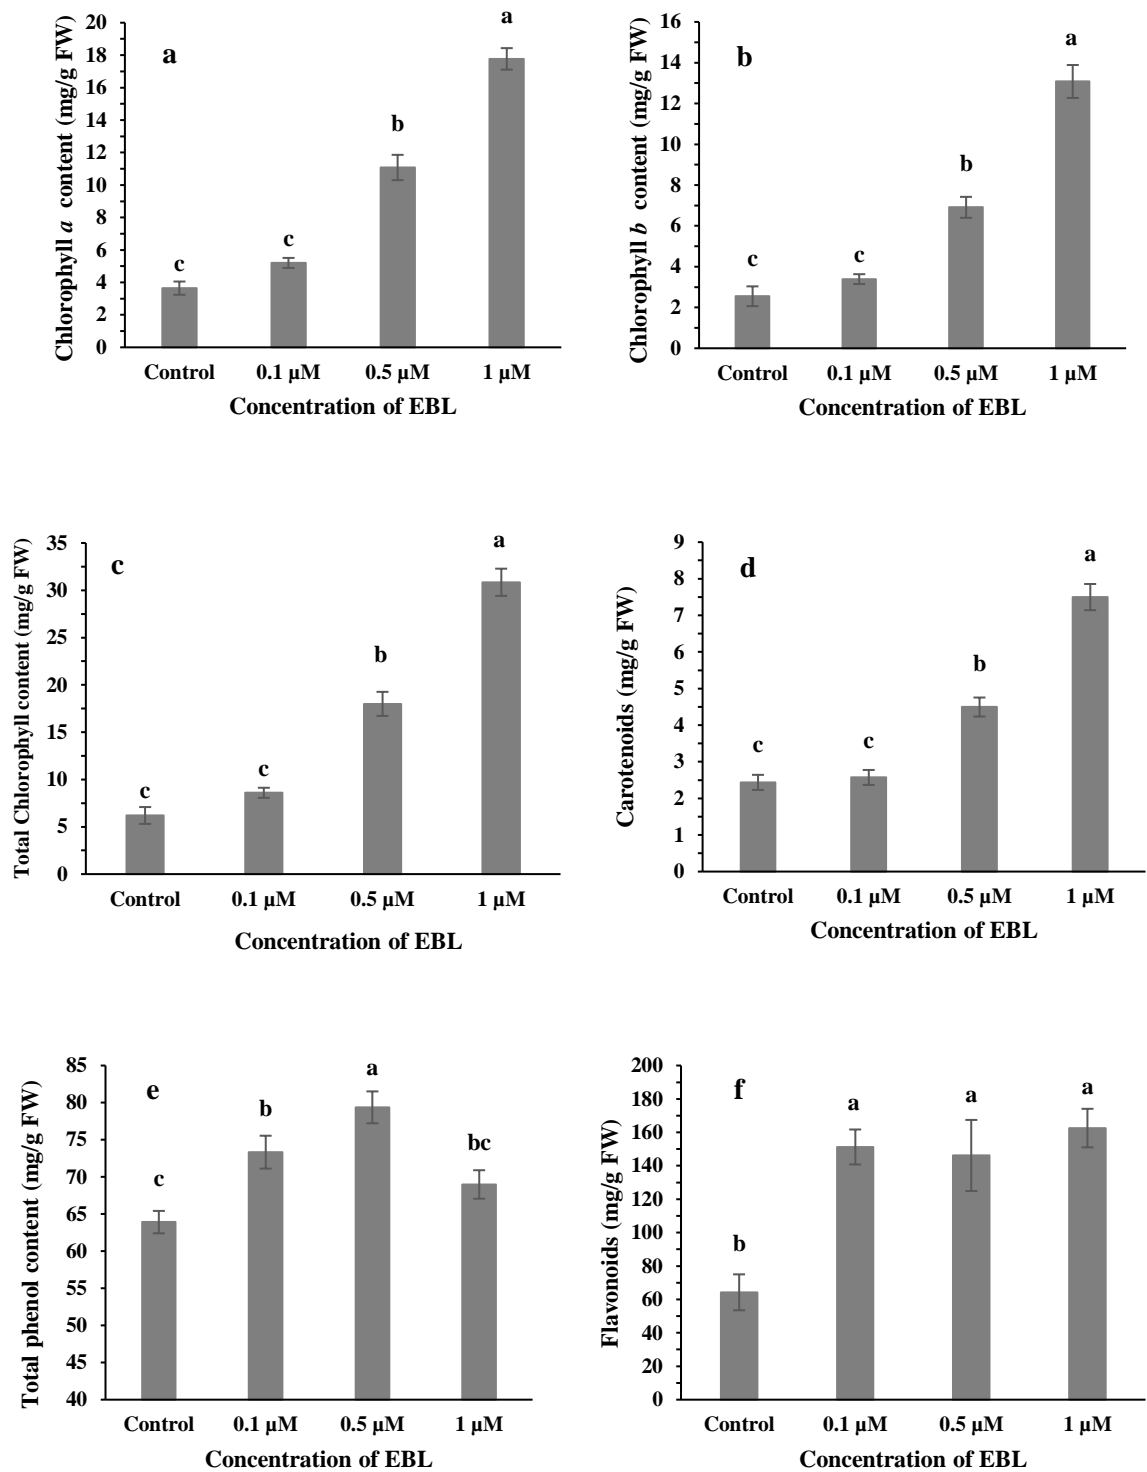 a
Chlorophyll a content (mg/g FW)
20
18
16
14
12
10
8
6
4
2
0
c
c
b
a
Control 0.1 µM 0.5 µM 1 µM
Concentration of EBL
b
Chlorophyll b content (mg/g FW)
16
14
12
10
8
6
4
2
0
c
c
b
a
Control 0.1 µM 0.5 µM 1 µM
Concentration of EBL
c
Total Chlorophyll content (mg/g FW)
35
30
25
20
15
10
5
0
c
c
b
a
Control 0.1 µM 0.5 µM 1 µM
Concentration of EBL
d
Carotenoids (mg/g FW)
9
8
7
6
5
4
3
2
1
0
c
c
b
a
Control 0.1 µM 0.5 µM 1 µM
Concentration of EBL
e
Total phenol content (mg/g FW)
85
80
75
70
65
60
55
50
45
40
c
b
a
bc
Control 0.1 µM 0.5 µM 1 µM
Concentration of EBL
f
Flavonoids (mg/g FW)
200
180
160
140
120
100
80
60
40
20
0
b
a
a
a
Control 0.1 µM 0.5 µM 1 µM
Concentration of EBL